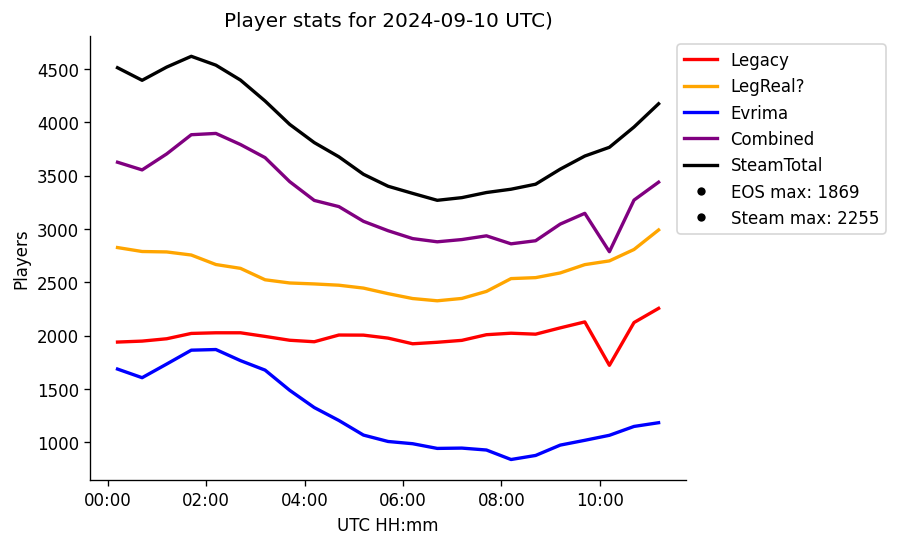 Player stats for 2024-09-10 UTC)
Legacy
LegReal?
Evrima
Combined
SteamTotal
EOS max: 1869
Steam max: 2255
Players
4500
4000
3500
3000
2500
2000
1500
1000
00:00 02:00 04:00 06:00 08:00 10:00
UTC HH:mm